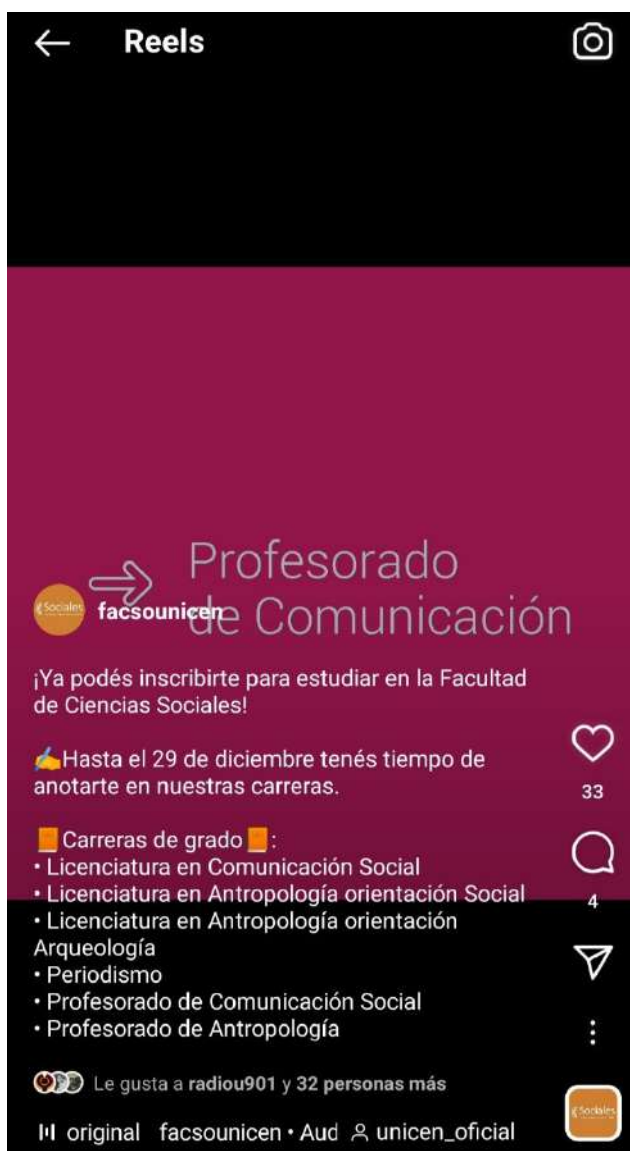 Reels
Profesorado
de Comunicación
Sociales
facsounicen
¡Ya podés inscribirte para estudiar en la Facultad
de Ciencias Sociales!
✍️Hasta el 29 de diciembre tenés tiempo de
anotarte en nuestras carreras.
33
📙Carreras de grado📙:
• Licenciatura en Comunicación Social
• Licenciatura en Antropología orientación Social
4
• Licenciatura en Antropología orientación
Arqueología
• Periodismo
• Profesorado de Comunicación Social
• Profesorado de Antropología
Le gusta a radiou901 y 32 personas más
original facsounicen • Aud unicen_oficial
Sociales